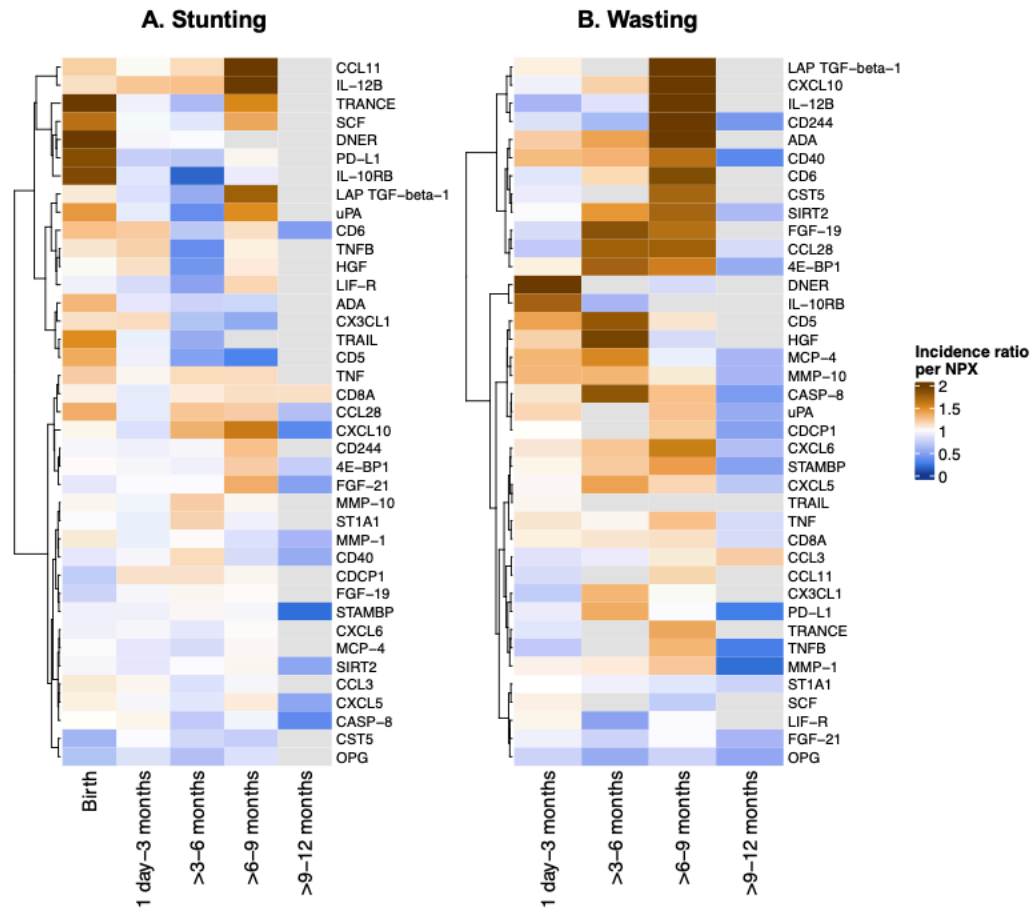 A. Stunting
CCL11
IL-12B
TRANCE
SCF
DNER
PD-L1
IL-10RB
LAP TGF-beta-1
uPA
CD6
TNFB
HGF
LIF-R
ADA
CX3CL1
TRAIL
CD5
TNF
CD8A
CCL28
CXCL10
CD244
4E-BP1
FGF-21
MMP-10
ST1A1
MMP-1
CD40
CDCP1
FGF-19
STAMBP
CXCL6
MCP-4
SIRT2
CCL3
CXCL5
CASP-8
CST5
OPG
Birth
1 day-3 months
>3-6 months
>6-9 months
>9-12 months
B. Wasting
LAP TGF-beta-1
CXCL10
IL-12B
CD244
ADA
CD40
CD6
CST5
SIRT2
FGF-19
CCL28
4E-BP1
DNER
IL-10RB
CD5
HGF
MCP-4
MMP-10
CASP-8
uPA
CDCP1
CXCL6
STAMBP
CXCL5
TRAIL
TNF
CD8A
CCL3
CCL11
CX3CL1
PD-L1
TRANCE
TNFB
MMP-1
ST1A1
SCF
LIF-R
FGF-21
OPG
1 day-3 months
>3-6 months
>6-9 months
>9-12 months
Incidence ratio
per NPX
2
1.5
1
0.5
0